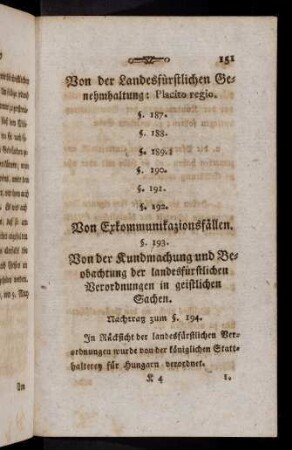 151
Von der Landesfürstlichen Ge-
nehmhaltung: Placito regio.
§. 187.
§. 188.
§. 189.
§. 190.
§. 191.
§. 192.
Von Exkommunikazionsfällen.
§. 193.
Von der Kundmachung und Be-
obachtung der landesfürstlichen
Verordnungen in geistlichen
Sachen.
Nachtrag zum §. 194.
In Rücksicht der landesfürstlichen Ver-
ordnungen wurde von der königlichen Statt-
halterey für Hungarn verordnet.
K 4
1.